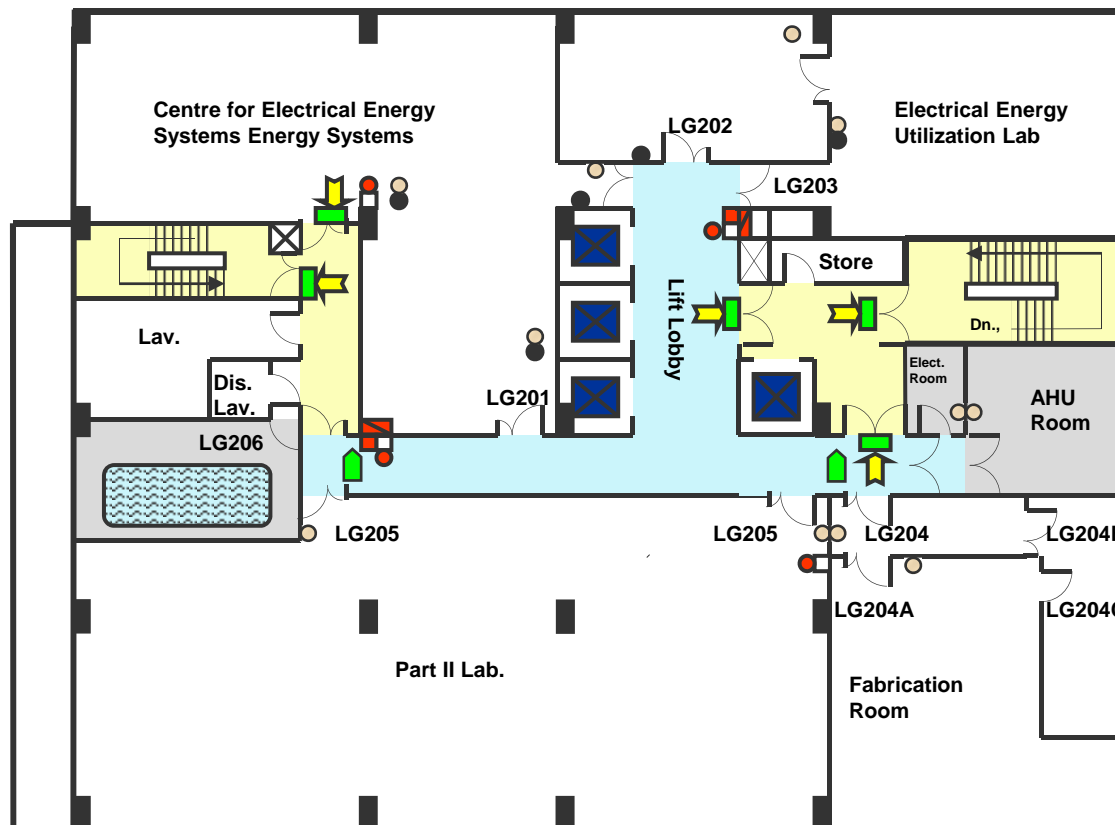 Centre for Electrical Energy
Systems Energy Systems
LG202
Electrical Energy
Utilization Lab
LG203
Store
Lift Lobby
Lav.
Dis.
Lav.
LG201
Dn.,
Elect.
Room
AHU
Room
LG206
LG205
LG205
LG204
LG204A
Part II Lab.
Fabrication
Room